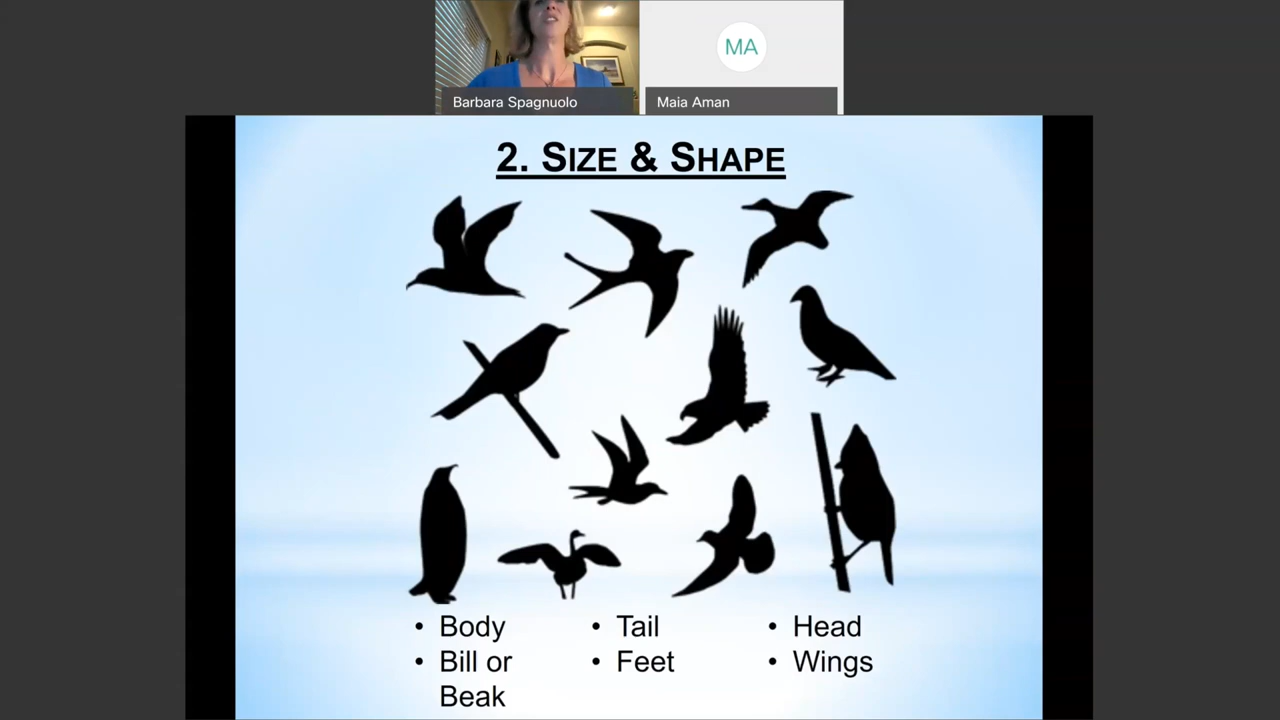 MA
Barbara Spagnuolo
Maia Aman
2. SIZE & SHAPE
• Body
• Tail
• Head
• Bill or
Beak
• Feet
• Wings